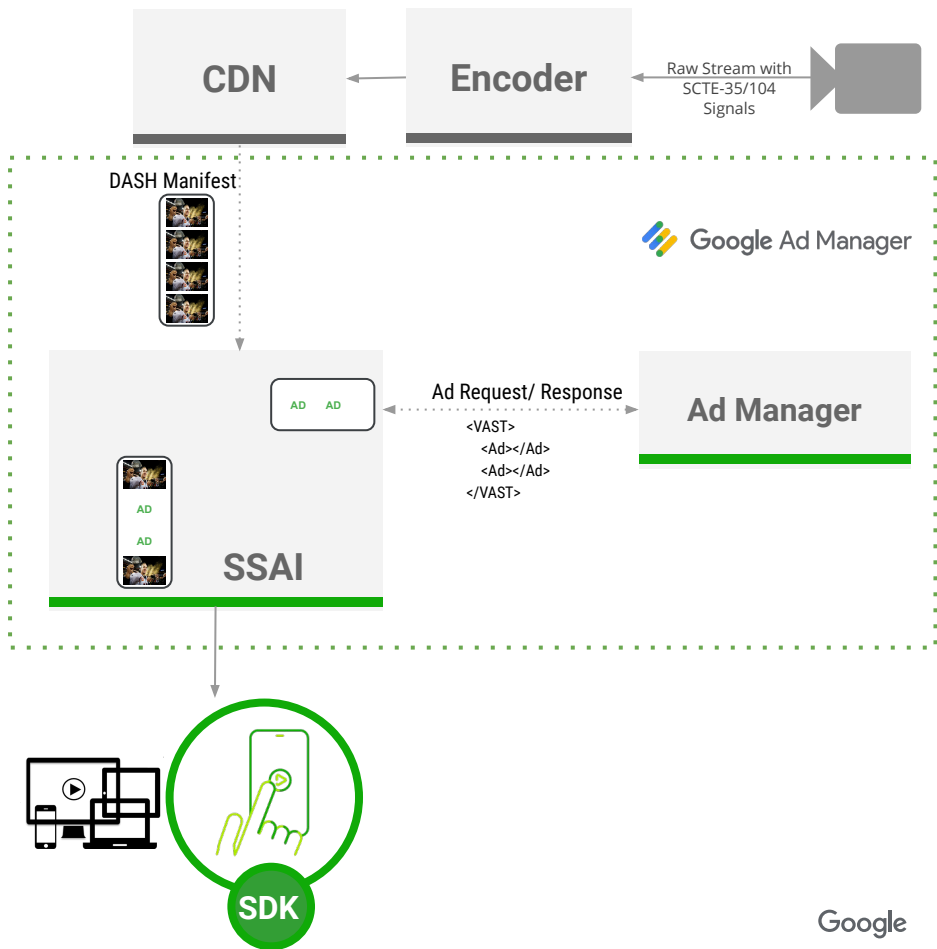 CDN
Encoder
Raw Stream with
SCTE-35/104
Signals
DASH Manifest
Google Ad Manager
AD AD
Ad Request/ Response
<VAST>
<Ad></Ad>
<Ad></Ad>
</VAST>
Ad Manager
AD
AD
SSAI
SDK
Google